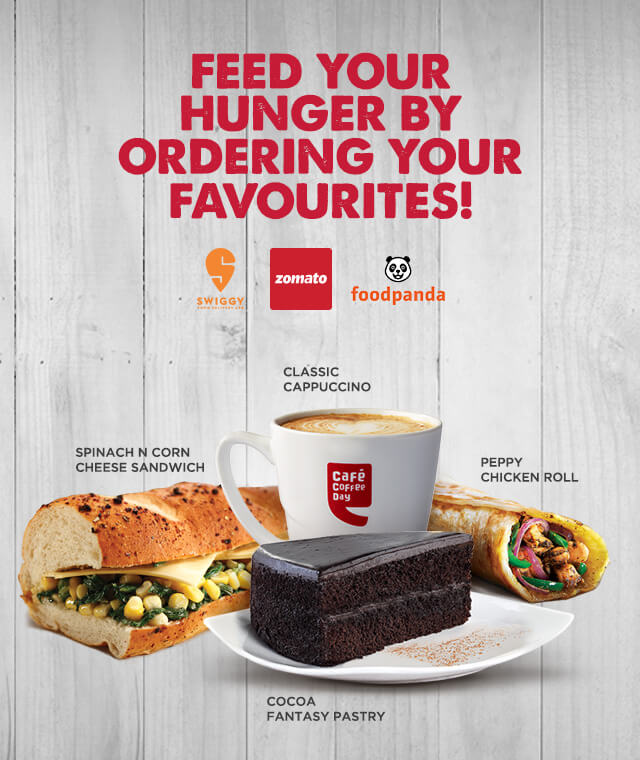 FEED YOUR
HUNGER BY
ORDERING YOUR
FAVOURITES!
SWIGGY
zomato
foodpanda
CLASSIC
CAPPUCCINO
SPINACH N CORN
CHEESE SANDWICH
PEPPY
CHICKEN ROLL
Café
Coffee
Day
COCOA
FANTASY PASTRY